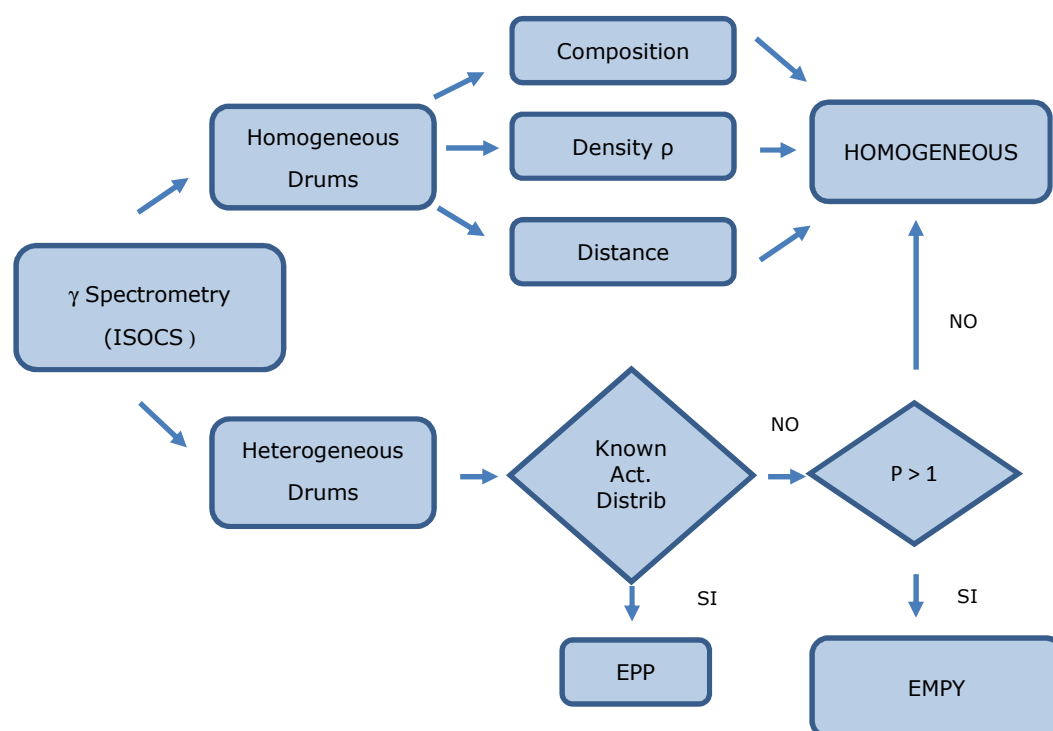 Composition
Homogeneous
Drums
Density ρ
HOMOGENEOUS
Distance
γ Spectrometry
(ISOCS )
NO
Heterogeneous
Drums
Known
Act.
Distrib
NO
P > 1
SI
SI
EPP
EMPY